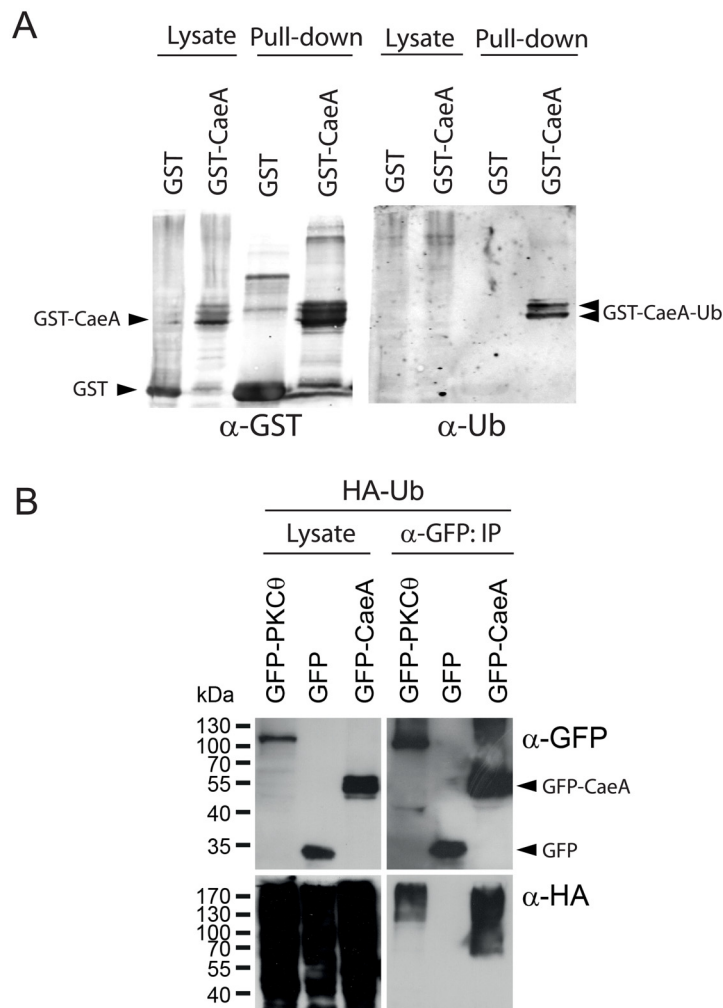 A
Lysate Pull-down Lysate Pull-down
GST GST-CaeA GST GST-CaeA GST GST-CaeA GST GST-CaeA
GST-CaeA
GST-CaeA-Ub
GST
α-GST α-Ub
B
HA-Ub
Lysate α-GFP: IP
GFP-PKCθ GFP GFP-CaeA GFP-PKCθ GFP GFP-CaeA
kDa
130
100
70
55
40
35
α-GFP
GFP-CaeA
GFP
170
130
100
70
55
40
α-HA